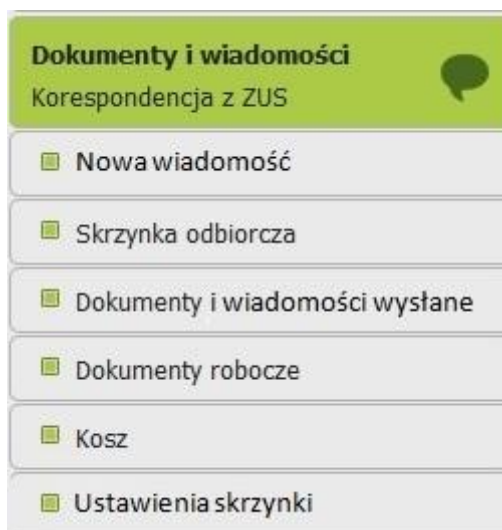 Dokumenty i wiadomości
Korespondencja z ZUS
Nowa wiadomość
Skrzynka odbiorcza
Dokumenty i wiadomości wysłane
Dokumenty robocze
Kosz
Ustawienia skrzynki